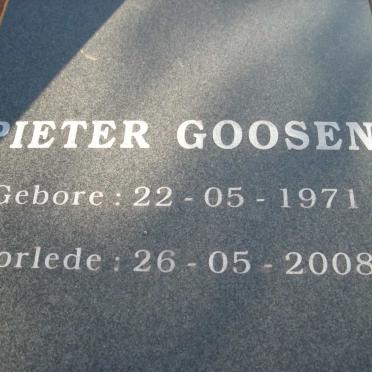 PIETER GOOSEN
Gebore : 22 - 05 - 1971
orlede : 26 - 05 - 2008